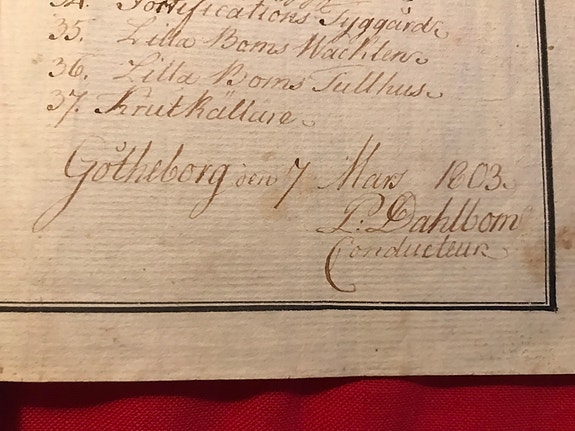 34. Fortifications Tyggård
35. Lilla Boms Wackten
36. Lilla Boms Tullhus
37. Krutkällare
Götheborg den 7 Mars 1803.
P: Dahlbom
Conducteur